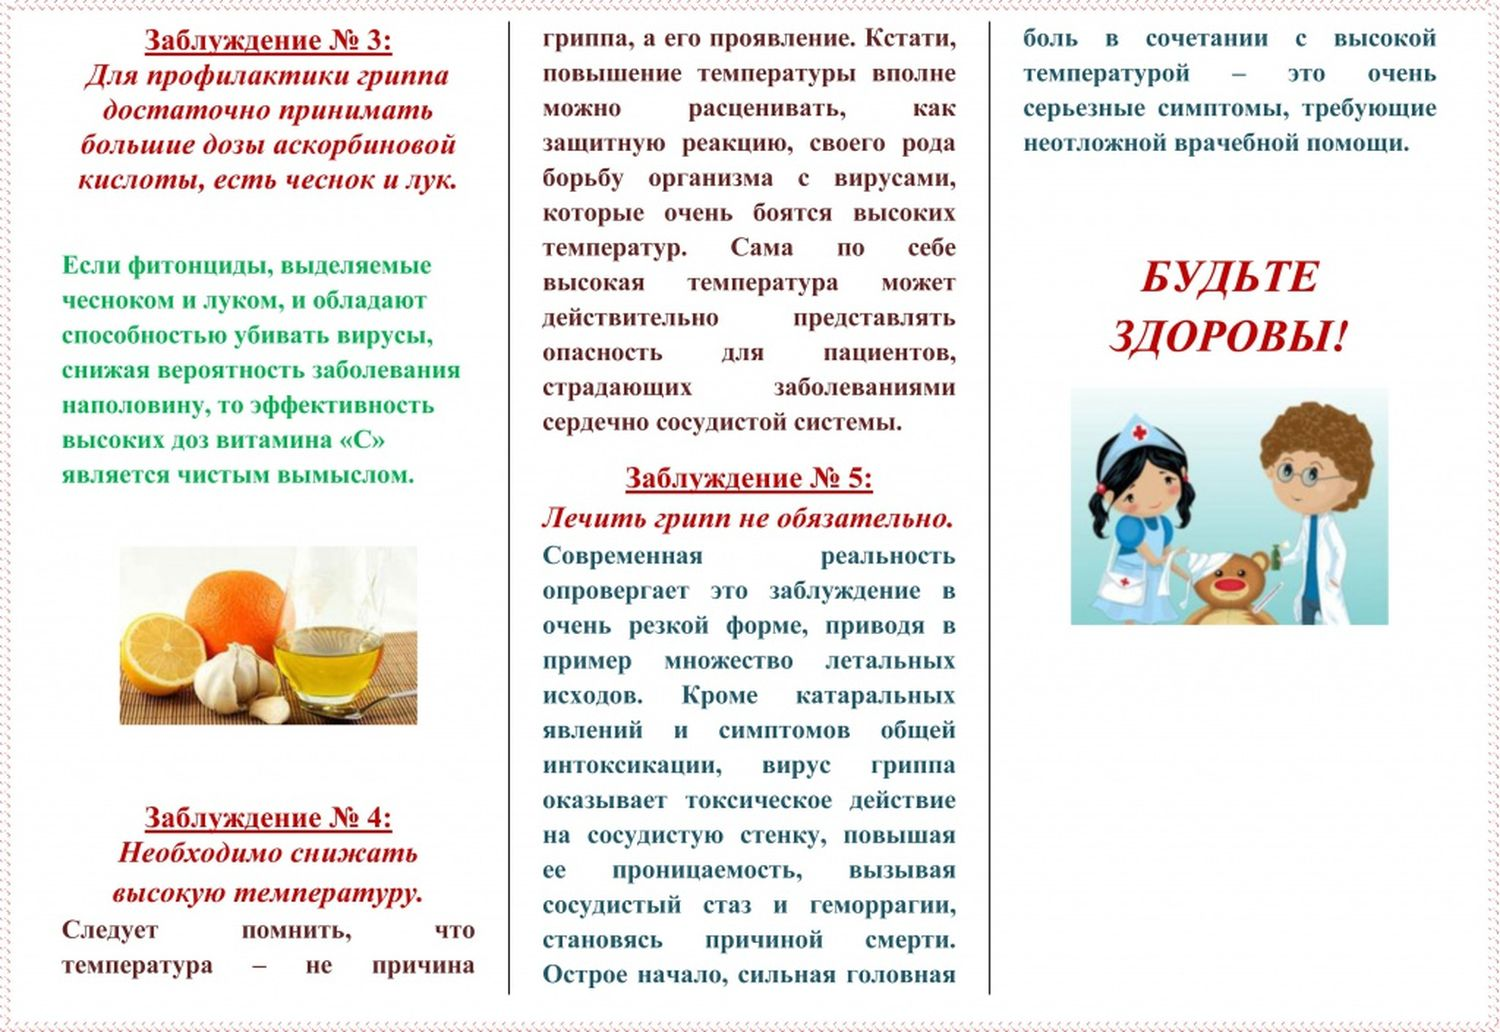 Заблуждение № 3:
Для профилактики гриппа
достаточно принимать
большие дозы аскорбиновой
кислоты, есть чеснок и лук.
Если фитонциды, выделяемые
чесноком и луком, и обладают
способностью убивать вирусы,
снижая вероятность заболевания
наполовину, то эффективность
высоких доз витамина «С»
является чистым вымыслом.
Заблуждение № 4:
Необходимо снижать
высокую температуру.
Следует помнить, что
температура – не причина
гриппа, а его проявление. Кстати,
повышение температуры вполне
можно расценивать, как
защитную реакцию, своего рода
борьбу организма с вирусами,
которые очень боятся высоких
температур. Сама по себе
высокая температура может
действительно представлять
опасность для пациентов,
страдающих заболеваниями
сердечно сосудистой системы.
Заблуждение № 5:
Лечить грипп не обязательно.
Современная реальность
опровергает это заблуждение в
очень резкой форме, приводя в
пример множество летальных
исходов. Кроме катаральных
явлений и симптомов общей
интоксикации, вирус гриппа
оказывает токсическое действие
на сосудистую стенку, повышая
ее проницаемость, вызывая
сосудистый стаз и геморрагии,
становясь причиной смерти.
Острое начало, сильная головная
боль в сочетании с высокой
температурой – это очень
серьезные симптомы, требующие
неотложной врачебной помощи.
БУДЬТЕ
ЗДОРОВЫ!